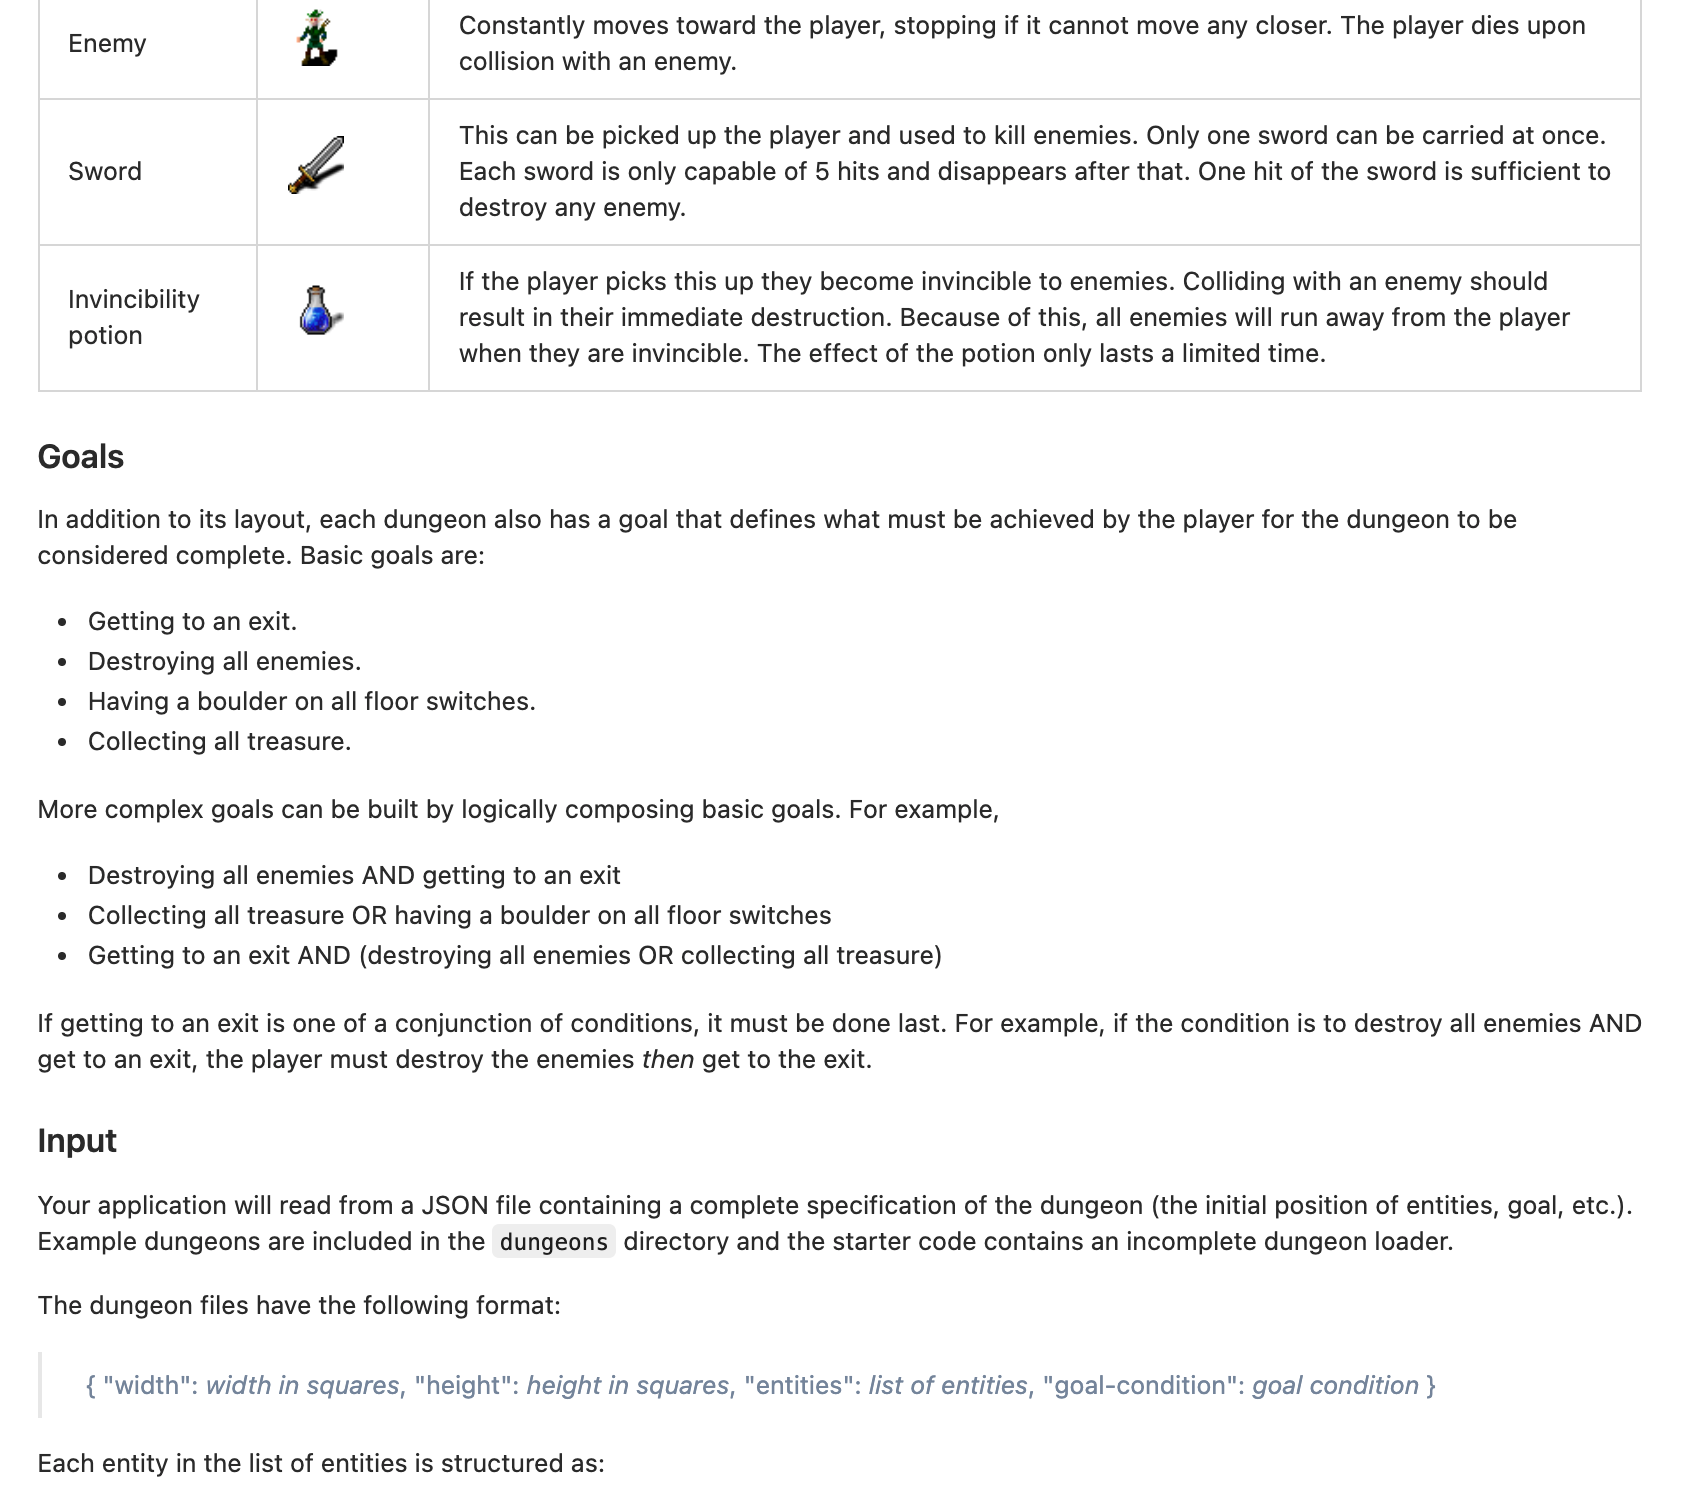 Enemy
Constantly moves toward the player, stopping if it cannot move any closer. The player dies upon
collision with an enemy.
Sword
This can be picked up the player and used to kill enemies. Only one sword can be carried at once.
Each sword is only capable of 5 hits and disappears after that. One hit of the sword is sufficient to
destroy any enemy.
Invincibility
potion
If the player picks this up they become invincible to enemies. Colliding with an enemy should
result in their immediate destruction. Because of this, all enemies will run away from the player
when they are invincible. The effect of the potion only lasts a limited time.
Goals
In addition to its layout, each dungeon also has a goal that defines what must be achieved by the player for the dungeon to be
considered complete. Basic goals are:
• Getting to an exit.
• Destroying all enemies.
• Having a boulder on all floor switches.
• Collecting all treasure.
More complex goals can be built by logically composing basic goals. For example,
• Destroying all enemies AND getting to an exit
• Collecting all treasure OR having a boulder on all floor switches
• Getting to an exit AND (destroying all enemies OR collecting all treasure)
If getting to an exit is one of a conjunction of conditions, it must be done last. For example, if the condition is to destroy all enemies AND
get to an exit, the player must destroy the enemies then get to the exit.
Input
Your application will read from a JSON file containing a complete specification of the dungeon (the initial position of entities, goal, etc.).
Example dungeons are included in the dungeons directory and the starter code contains an incomplete dungeon loader.
The dungeon files have the following format:
{ "width": width in squares, "height": height in squares, "entities": list of entities, "goal-condition": goal condition }
Each entity in the list of entities is structured as: